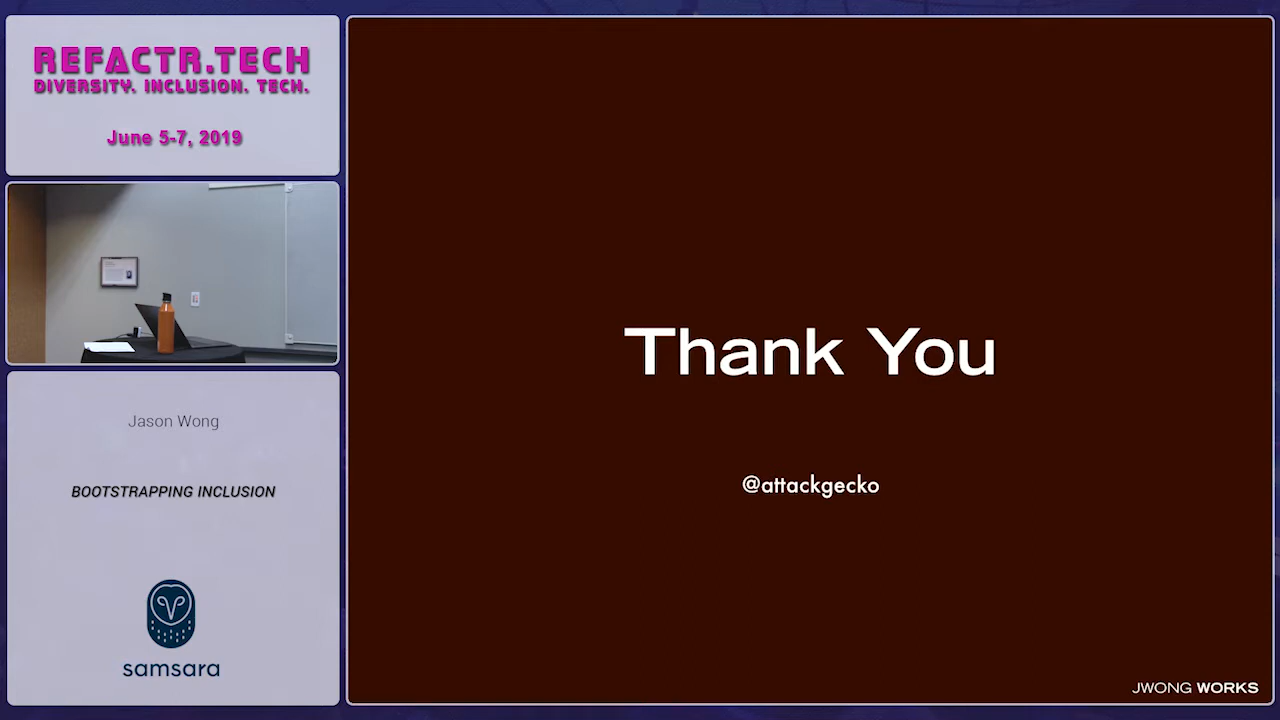 REFACTR.TECH
DIVERSITY. INCLUSION. TECH.
June 5-7, 2019
Jason Wong
BOOTSTRAPPING INCLUSION
samsara
Thank You
@attackgecko
JWONG WORKS